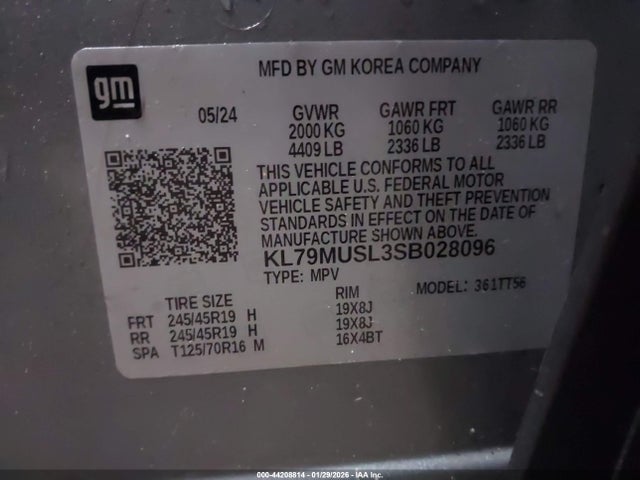 gm
MFD BY GM KOREA COMPANY
05/24 GVWR GAWR FRT GAWR RR
2000 KG 1060 KG 1060 KG
4409 LB 2336 LB 2336 LB
THIS VEHICLE CONFORMS TO ALL
APPLICABLE U.S. FEDERAL MOTOR
VEHICLE SAFETY AND THEFT PREVENTION
STANDARDS IN EFFECT ON THE DATE OF
MANUFACTURE SHOWN ABOVE.
KL79MUSL3SB028096
TYPE: MPV MODEL: 361TT56
TIRE SIZE RIM
FRT 245/45R19 H 19X8J
RR 245/45R19 H 19X8J
SPA T125/70R16 M 16X4BT
000-44208814 - 01/29/2026 - IAA Inc.